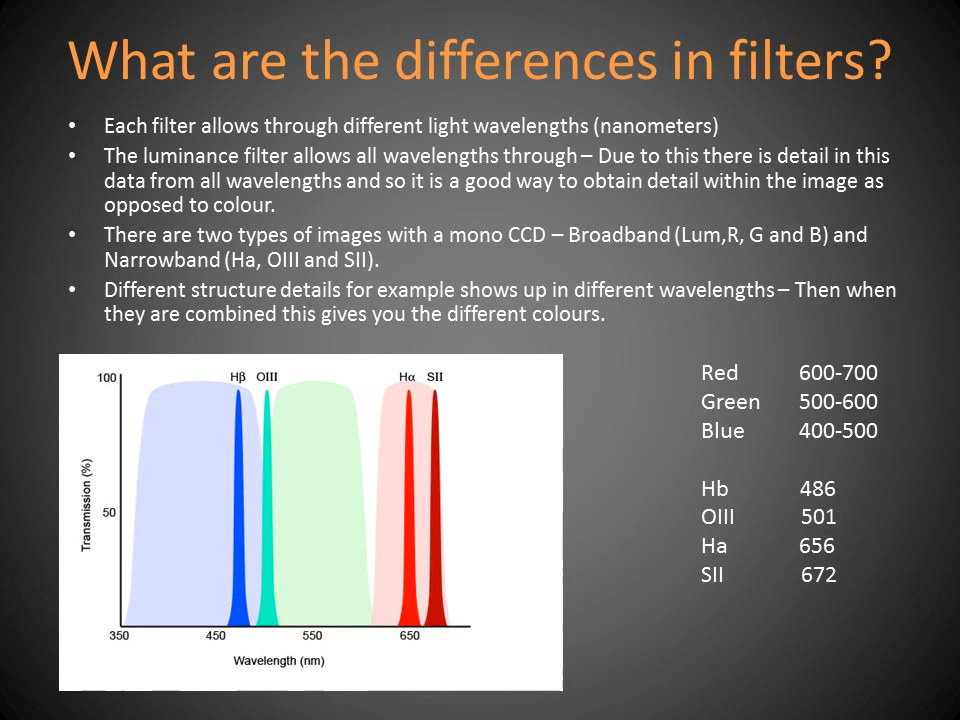 What are the differences in filters?
• Each filter allows through different light wavelengths (nanometers)
• The luminance filter allows all wavelengths through – Due to this there is detail in this
data from all wavelengths and so it is a good way to obtain detail within the image as
opposed to colour.
• There are two types of images with a mono CCD – Broadband (Lum,R, G and B) and
Narrowband (Ha, OIII and SII).
• Different structure details for example shows up in different wavelengths – Then when
they are combined this gives you the different colours.
100
Hβ OIII Hα SII
Transmission (%)
50
350 450 550 650
Wavelength (nm)
Red 600-700
Green 500-600
Blue 400-500
Hb 486
OIII 501
Ha 656
SII 672